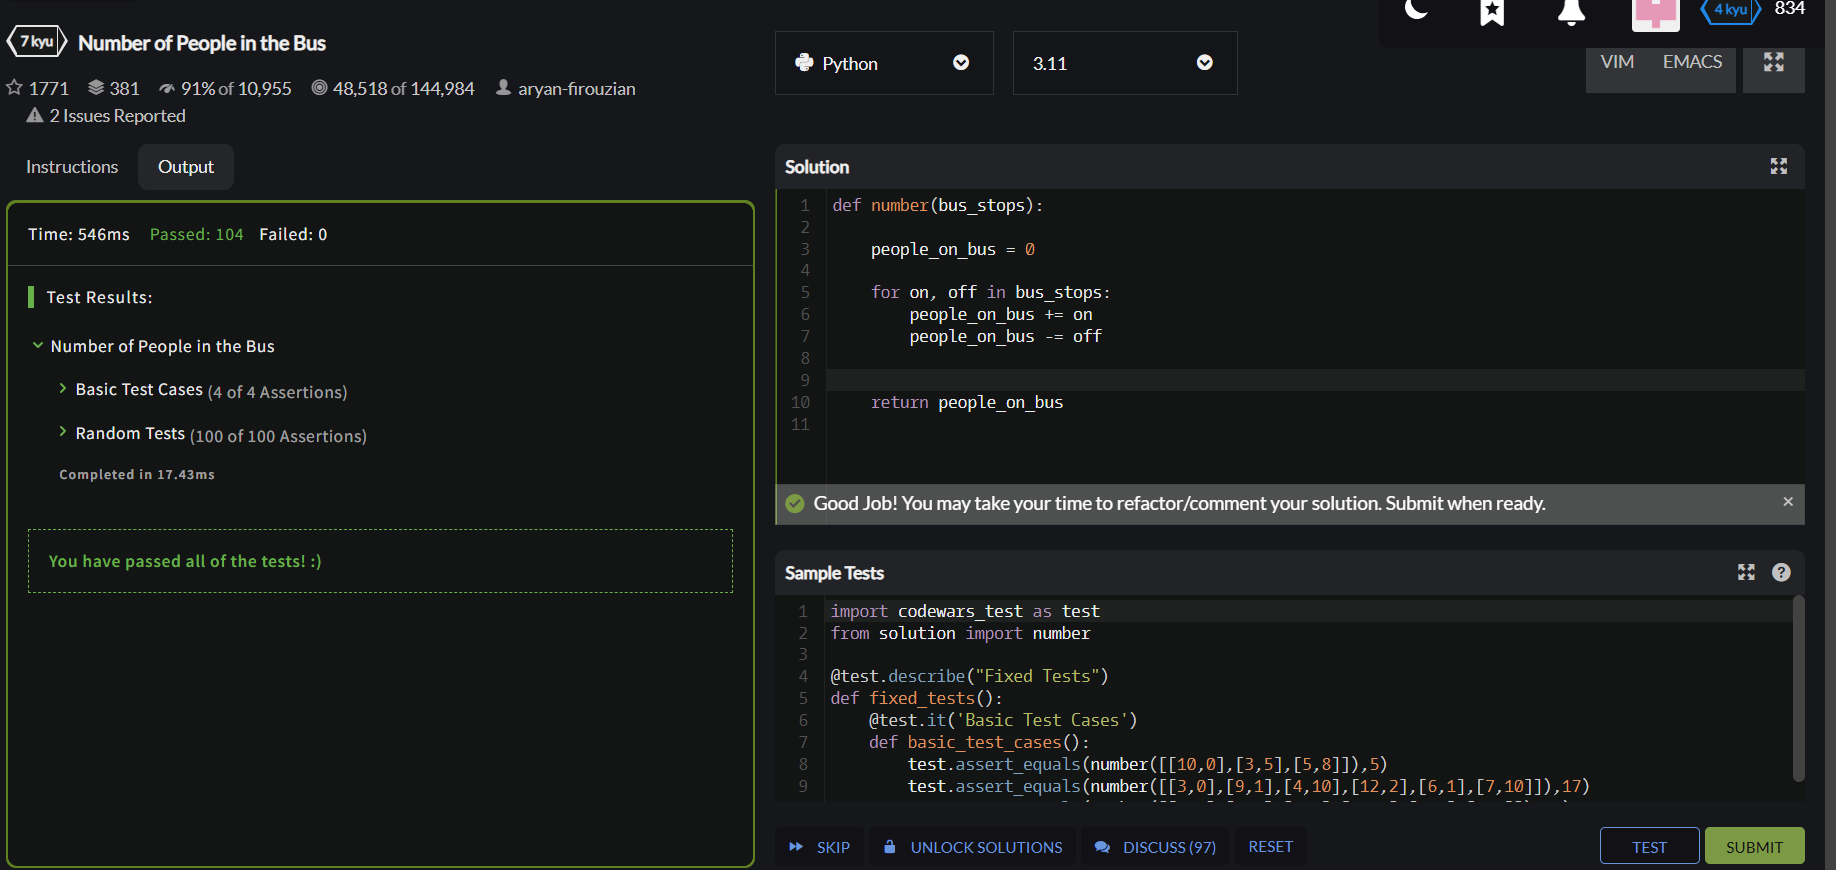 7 kyu Number of People in the Bus
1771 381 91% of 10,955 48,518 of 144,984 aryan-firouzian
2 Issues Reported
Instructions Output
Time: 546ms Passed: 104 Failed: 0
Test Results:
Number of People in the Bus
Basic Test Cases (4 of 4 Assertions)
Random Tests (100 of 100 Assertions)
Completed in 17.43ms
You have passed all of the tests! :)
4 kyu 834
Python 3.11 VIM EMACS
Solution
1 def number(bus_stops):
2
3     people_on_bus = 0
4
5     for on, off in bus_stops:
6         people_on_bus += on
7         people_on_bus -= off
8
9
10     return people_on_bus
11
Good Job! You may take your time to refactor/comment your solution. Submit when ready. ×
Sample Tests ?
1 import codewars_test as test
2 from solution import number
3
4 @test.describe("Fixed Tests")
5 def fixed_tests():
6     @test.it('Basic Test Cases')
7     def basic_test_cases():
8         test.assert_equals(number([[10,0],[3,5],[5,8]]),5)
9         test.assert_equals(number([[3,0],[9,1],[4,10],[12,2],[6,1],[7,10]]),17)
SKIP UNLOCK SOLUTIONS DISCUSS (97) RESET TEST SUBMIT